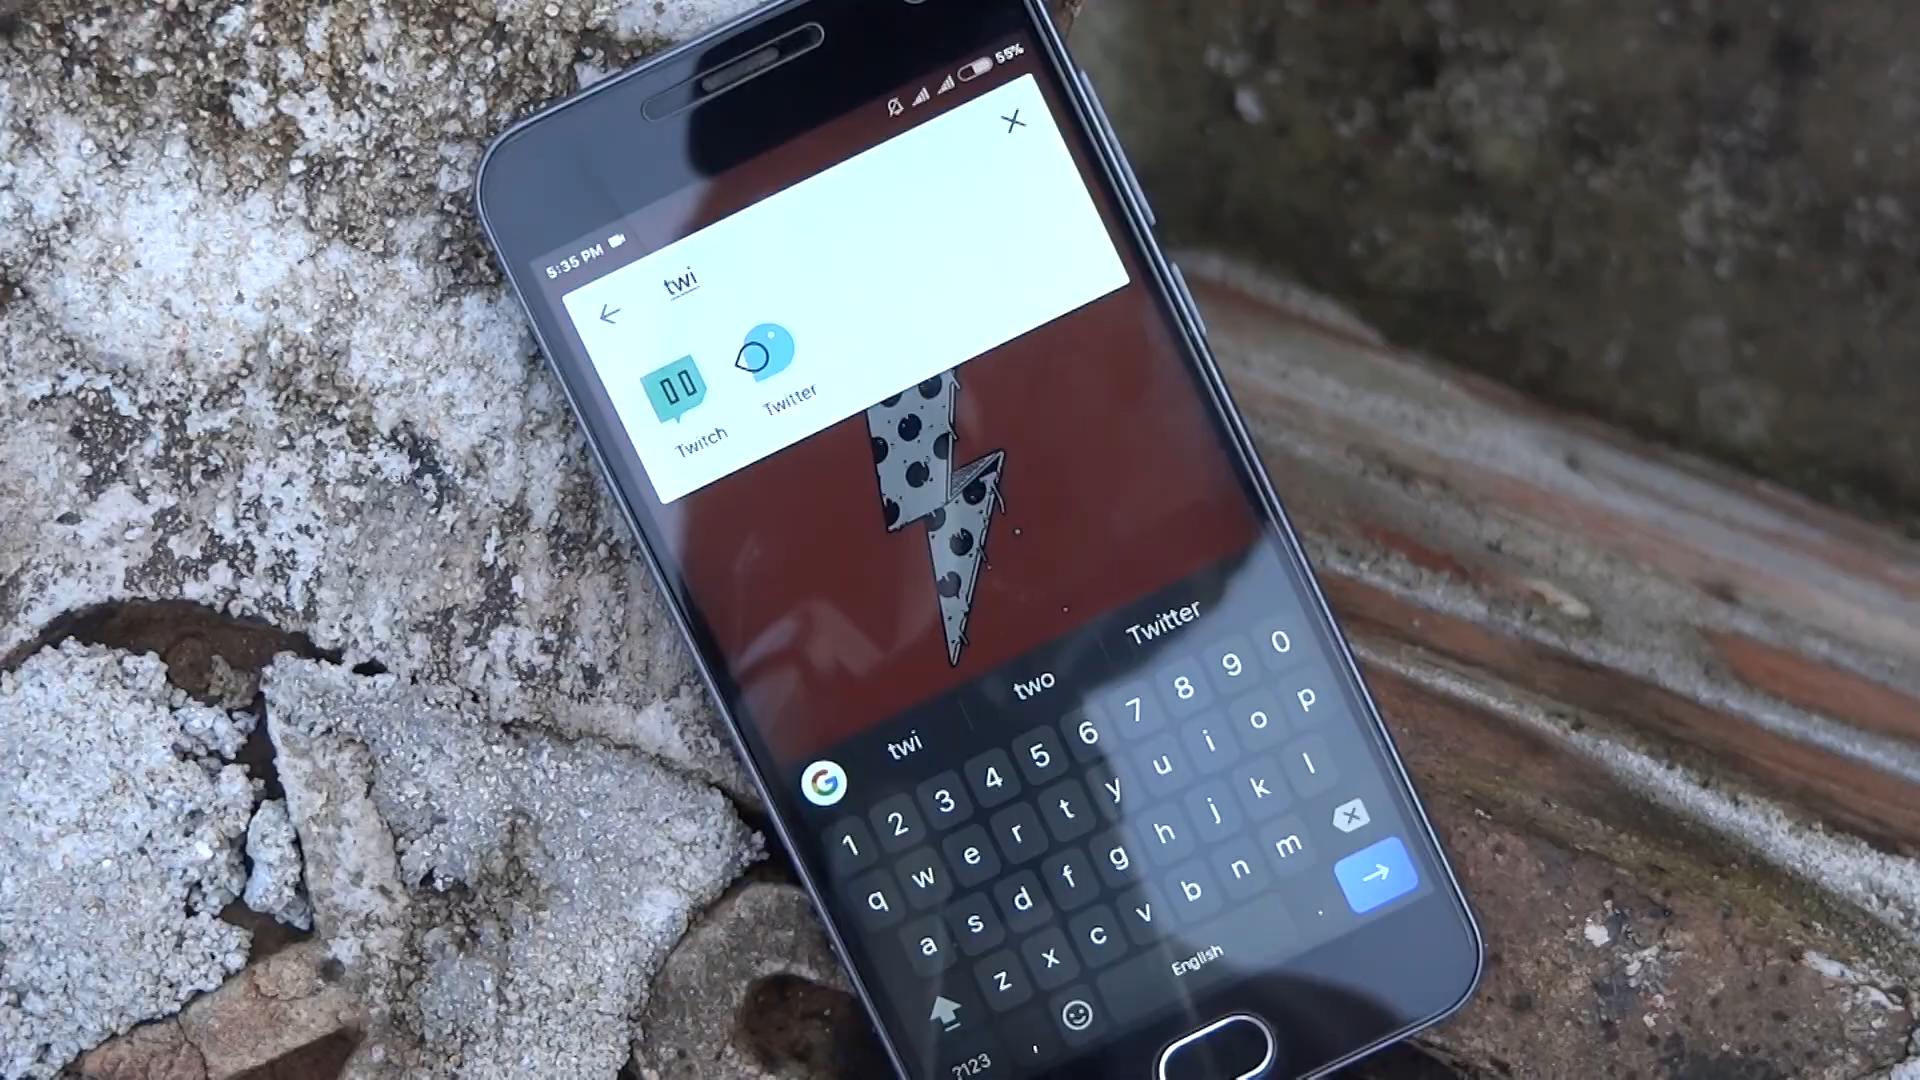 5:35 PM
55%
twi
Twitch
Twitter
twi
two
Twitter
G
1 2 3 4 5 6 7 8 9 0
q w e r t y u i o p
a s d f g h j k l
z x c v b n m
?123
,
English
.